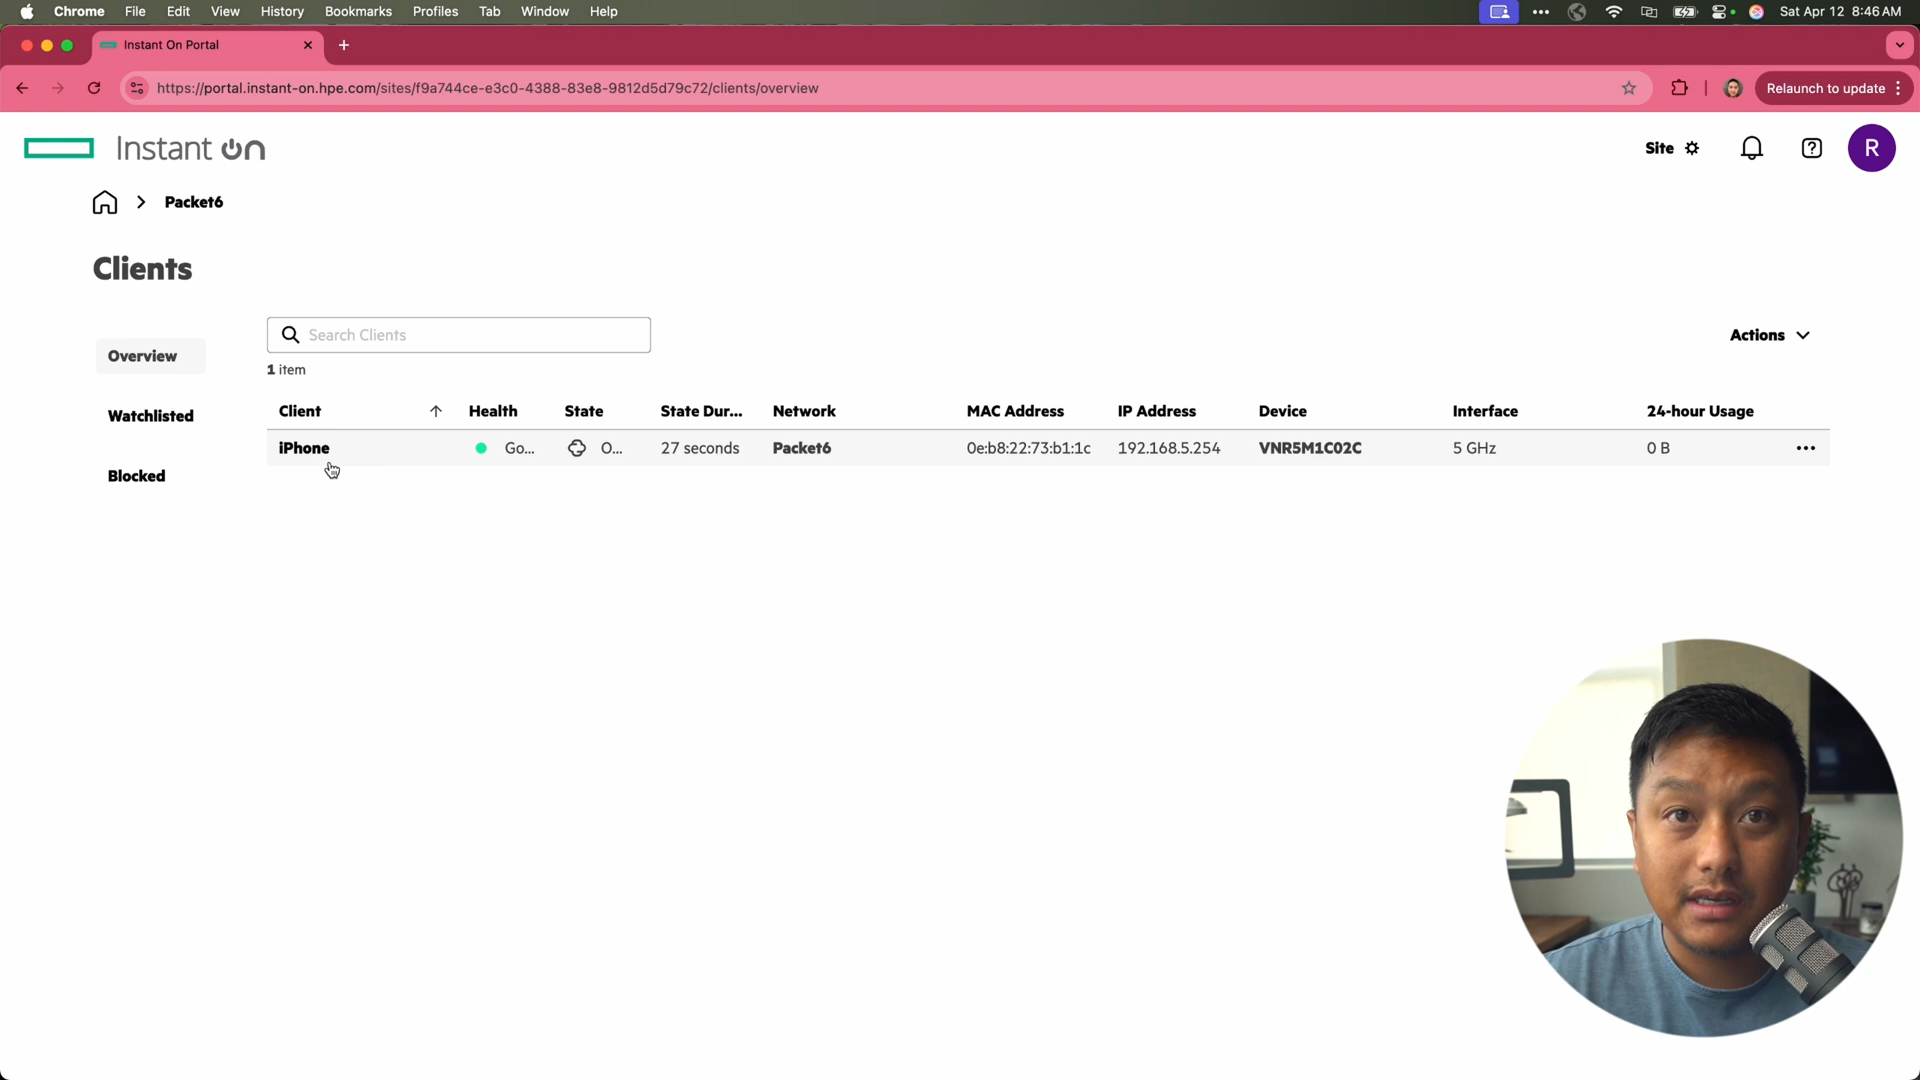 Chrome File Edit View History Bookmarks Profiles Tab Window Help Sat Apr 12 8:46 AM
Instant On Portal
https://portal.instant-on.hpe.com/sites/f9a744ce-e3c0-4388-83e8-9812d5d79c72/clients/overview Relaunch to update
Instant On Site R
Packet6
Clients
Search Clients Actions
Overview
1 item
Client Health State State Dur... Network MAC Address IP Address Device Interface 24-hour Usage
Watchlisted
iPhone Go... O... 27 seconds Packet6 0e:b8:22:73:b1:1c 192.168.5.254 VNR5M1C02C 5 GHz 0 B
Blocked